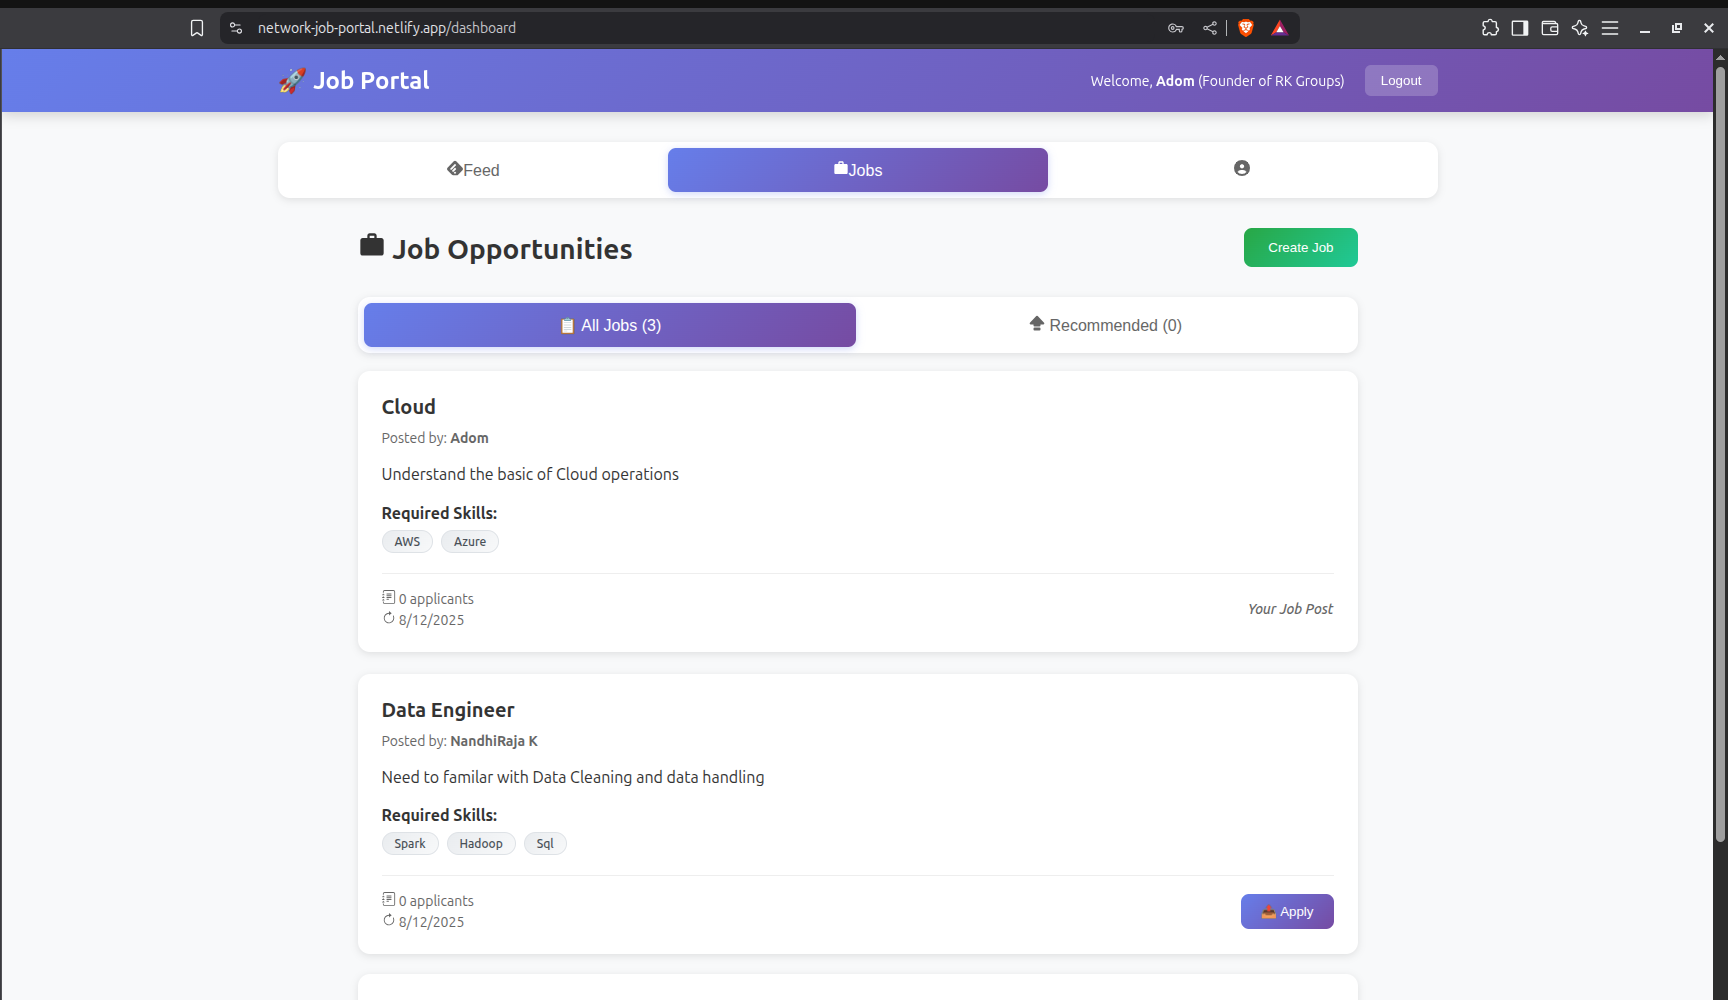 network-job-portal.netlify.app/dashboard
🚀 Job Portal
Welcome, Adom (Founder of RK Groups)
Logout
Feed
Jobs
Job Opportunities
Create Job
📋 All Jobs (3)
Recommended (0)
Cloud
Posted by: Adom
Understand the basic of Cloud operations
Required Skills:
AWS Azure
0 applicants
8/12/2025
Your Job Post
Data Engineer
Posted by: NandhiRaja K
Need to familar with Data Cleaning and data handling
Required Skills:
Spark Hadoop Sql
0 applicants
8/12/2025
📤 Apply